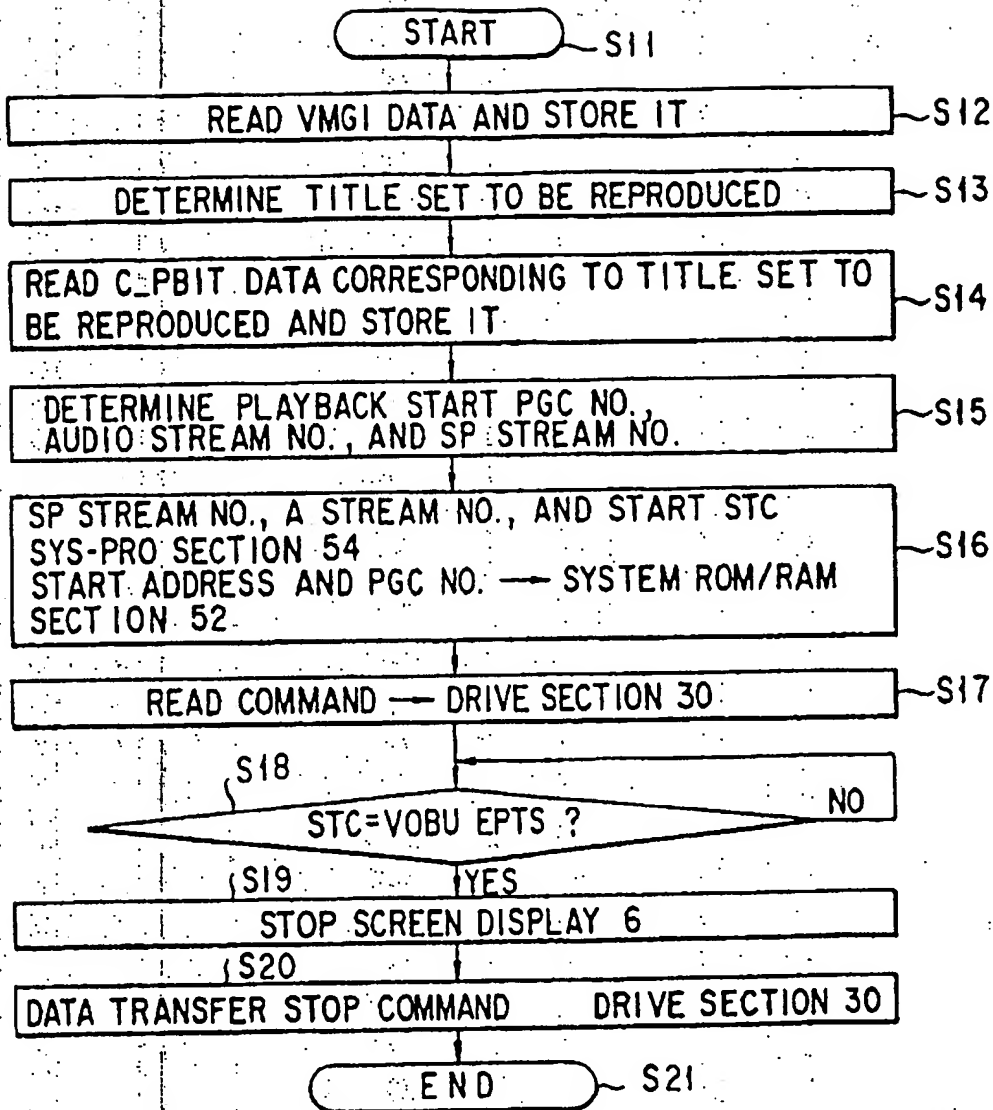 START
S11
READ VMGI DATA AND STORE IT
S12
DETERMINE TITLE SET TO BE REPRODUCED
S13
READ C_PBIT DATA CORRESPONDING TO TITLE SET TO
BE REPRODUCED AND STORE IT
S14
DETERMINE PLAYBACK START PGC NO.,
AUDIO STREAM NO., AND SP STREAM NO.
S15
SP STREAM NO., A STREAM NO., AND START STC
SYS-PRO SECTION 54
START ADDRESS AND PGC NO. → SYSTEM ROM/RAM
SECTION 52
S16
READ COMMAND → DRIVE SECTION 30
S17
S18
STC=VOBU EPTS ?
NO
YES
S19
STOP SCREEN DISPLAY 6
S20
DATA TRANSFER STOP COMMAND DRIVE SECTION 30
END
S21